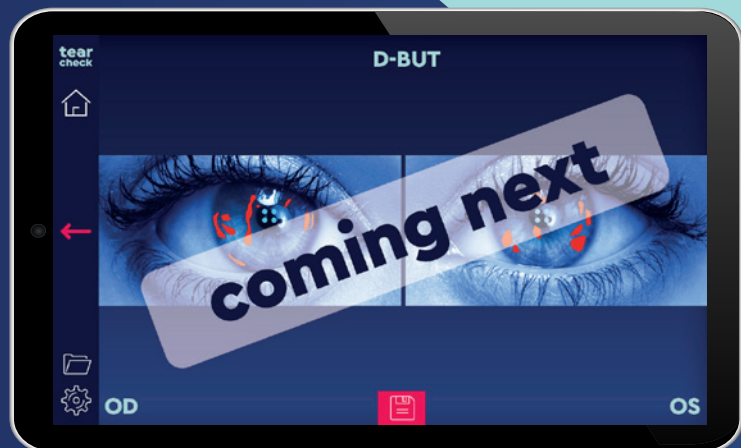 tear
check
D-BUT
coming next
OD
OS